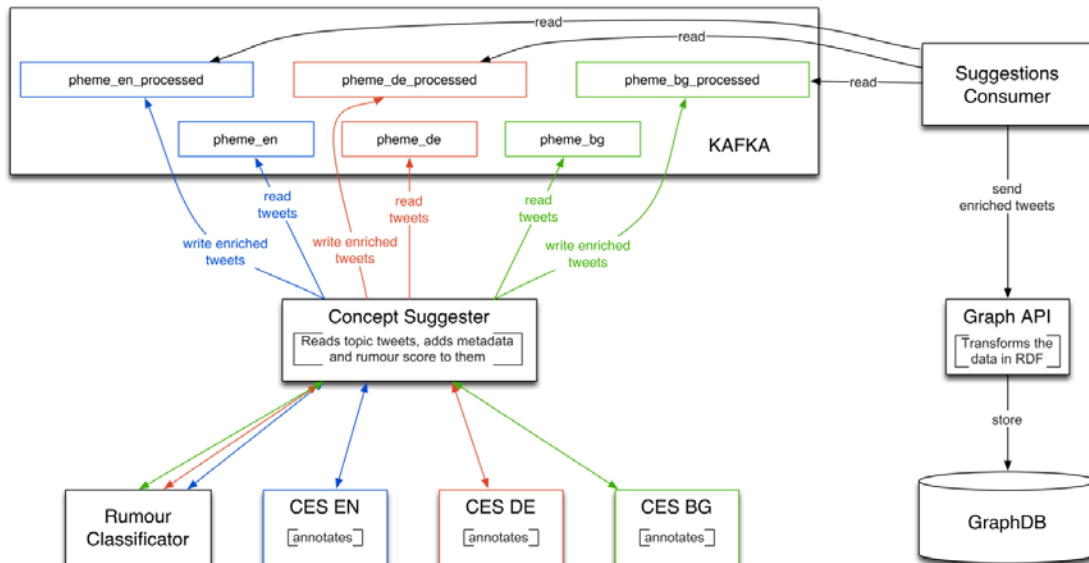 read
read
pheme_en_processed
pheme_de_processed
pheme_bg_processed
read
Suggestions
Consumer
pheme_en
pheme_de
pheme_bg
KAFKA
read
tweets
read
tweets
read
tweets
send
enriched tweets
write enriched
tweets
write enriched
tweets
write enriched
tweets
Concept Suggester
Reads topic tweets, adds metadata
and rumour score to them
Graph API
Transforms the
data in RDF
store
Rumour
Classificator
CES EN
annotates
CES DE
annotates
CES BG
annotates
GraphDB